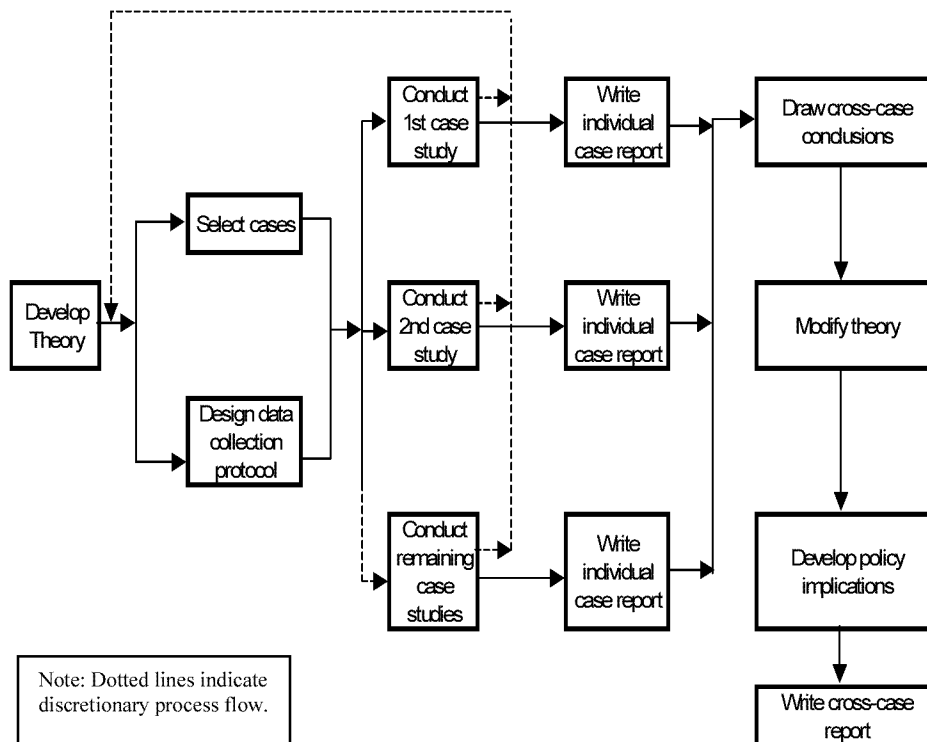 Develop
Theory
Select cases
Design data
collection
protocol
Conduct
1st case
study
Conduct
2nd case
study
Conduct
remaining
case
studies
Write
individual
case report
Write
individual
case report
Write
individual
case report
Draw cross-case
conclusions
Modify theory
Develop policy
implications
Write cross-case
report
Note: Dotted lines indicate
discretionary process flow.